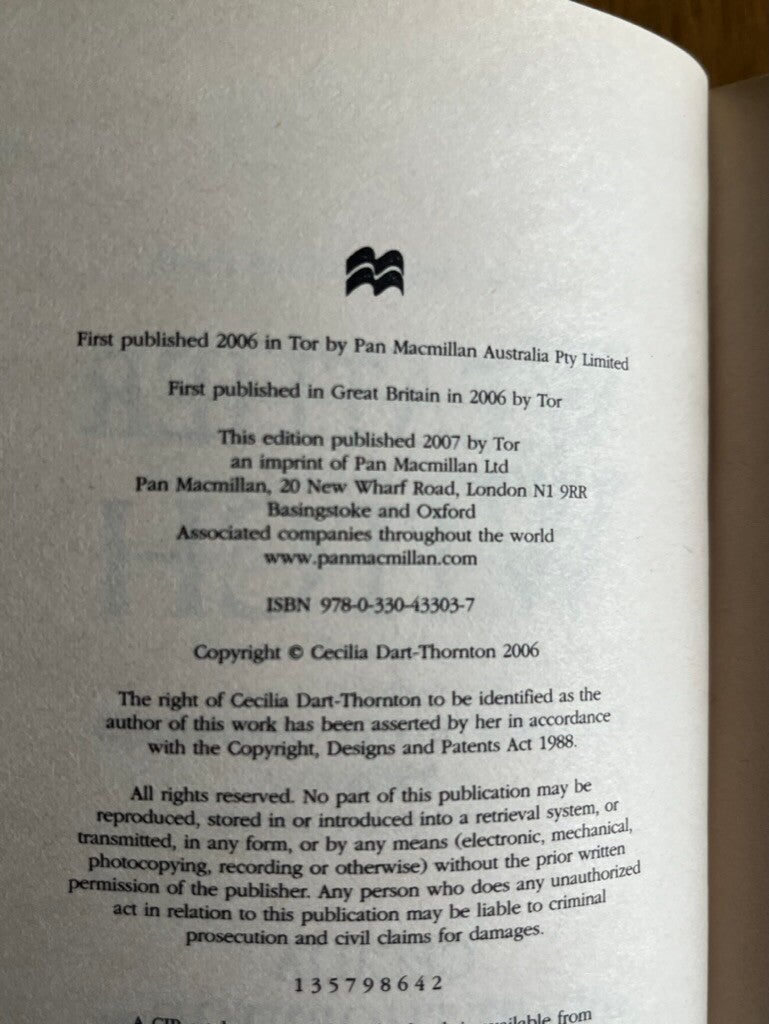 First published 2006 in Tor by Pan Macmillan Australia Pty Limited
First published in Great Britain in 2006 by Tor
This edition published 2007 by Tor
an imprint of Pan Macmillan Ltd
Pan Macmillan, 20 New Wharf Road, London N1 9RR
Basingstoke and Oxford
Associated companies throughout the world
www.panmacmillan.com
ISBN 978-0-330-43303-7
Copyright © Cecilia Dart-Thornton 2006
The right of Cecilia Dart-Thornton to be identified as the
author of this work has been asserted by her in accordance
with the Copyright, Designs and Patents Act 1988.
All rights reserved. No part of this publication may be
reproduced, stored in or introduced into a retrieval system, or
transmitted, in any form, or by any means (electronic, mechanical,
photocopying, recording or otherwise) without the prior written
permission of the publisher. Any person who does any unauthorized
act in relation to this publication may be liable to criminal
prosecution and civil claims for damages.
1 3 5 7 9 8 6 4 2
A CIP available from